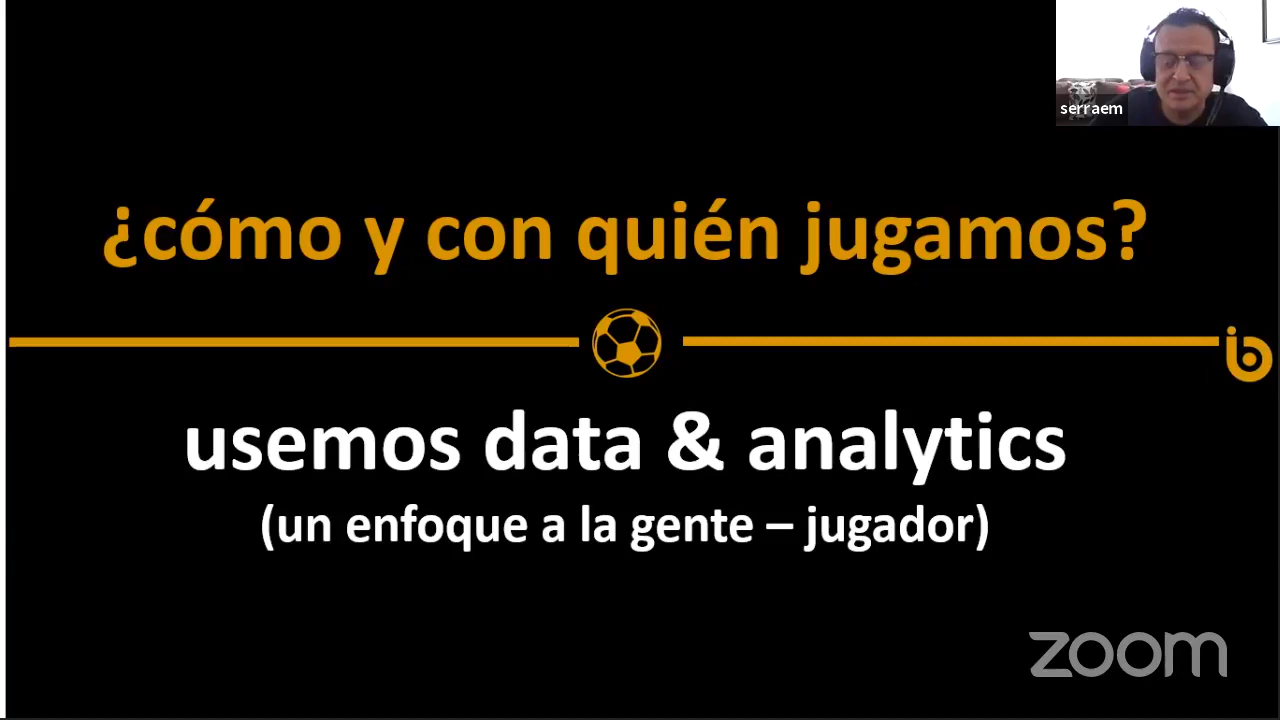 serraem
¿cómo y con quién jugamos?
usemos data & analytics
(un enfoque a la gente – jugador)
zoom